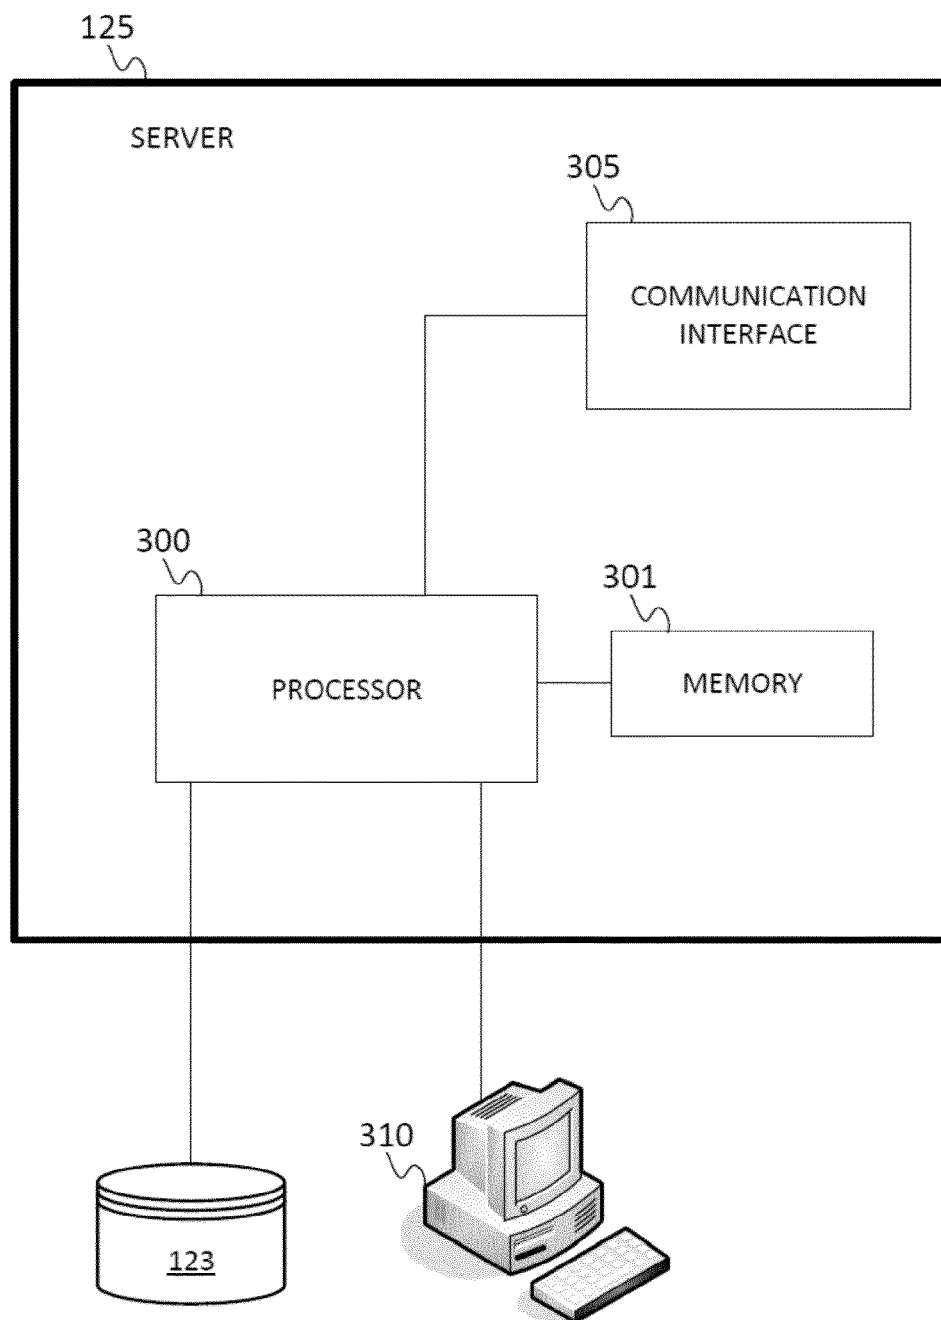 125
SERVER
305
COMMUNICATION
INTERFACE
300
301
PROCESSOR
MEMORY
310
123